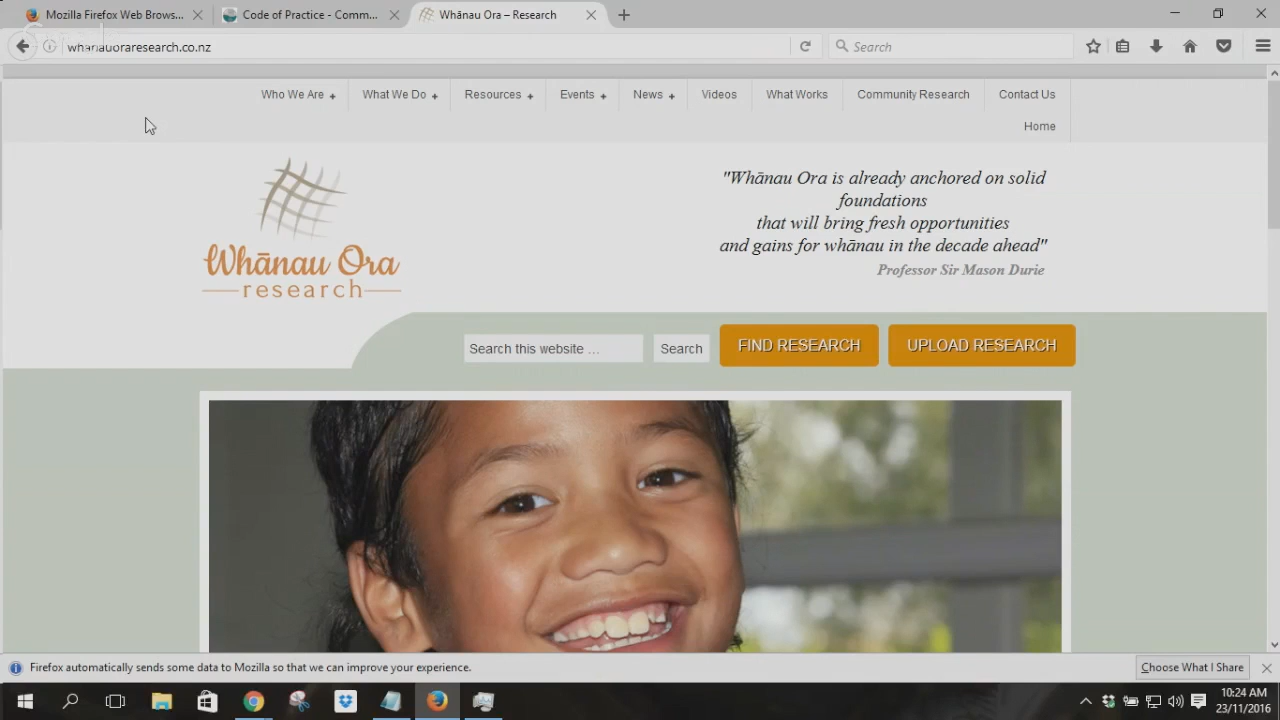 Mozilla Firefox Web Brows...
Code of Practice - Comm...
Whānau Ora – Research
whanauoraresearch.co.nz
Search
Who We Are +
What We Do +
Resources +
Events +
News +
Videos
What Works
Community Research
Contact Us
Home
Whānau Ora
research
"Whānau Ora is already anchored on solid
foundations
that will bring fresh opportunities
and gains for whānau in the decade ahead"
Professor Sir Mason Durie
Search this website …
Search
FIND RESEARCH
UPLOAD RESEARCH
Firefox automatically sends some data to Mozilla so that we can improve your experience.
Choose What I Share
10:24 AM
23/11/2016